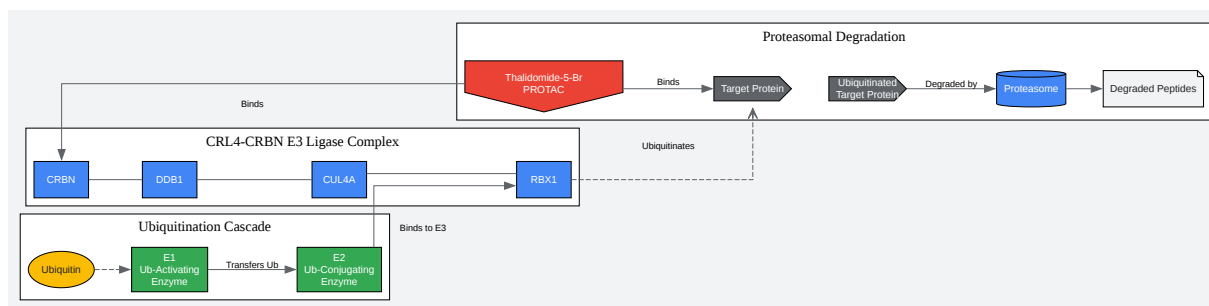 Proteasomal Degradation
Thalidomide-5-Br
PROTAC
Binds
Target Protein
Ubiquitinated
Target Protein
Degraded by
Proteasome
Degraded Peptides
Binds
CRL4-CRBN E3 Ligase Complex
Ubiquitinates
CRBN
DDB1
CUL4A
RBX1
Ubiquitination Cascade
Binds to E3
Ubiquitin
E1
Ub-Activating
Enzyme
Transfers Ub
E2
Ub-Conjugating
Enzyme